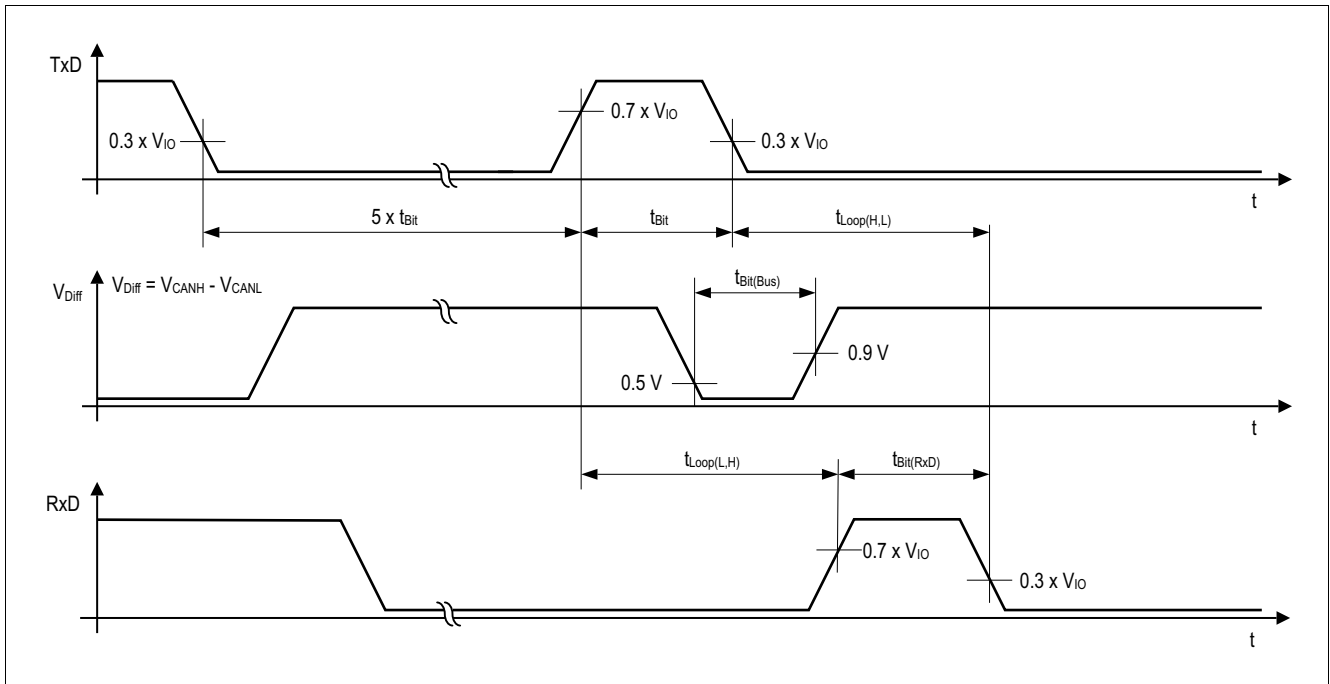 TxD
0.7 x VIO
0.3 x VIO
0.3 x VIO
t
5 x tBit
tBit
tLoop(H,L)
VDiff
VDiff = VCANH - VCANL
tBit(Bus)
0.9 V
0.5 V
t
tLoop(L,H)
tBit(RxD)
RxD
0.7 x VIO
0.3 x VIO
t